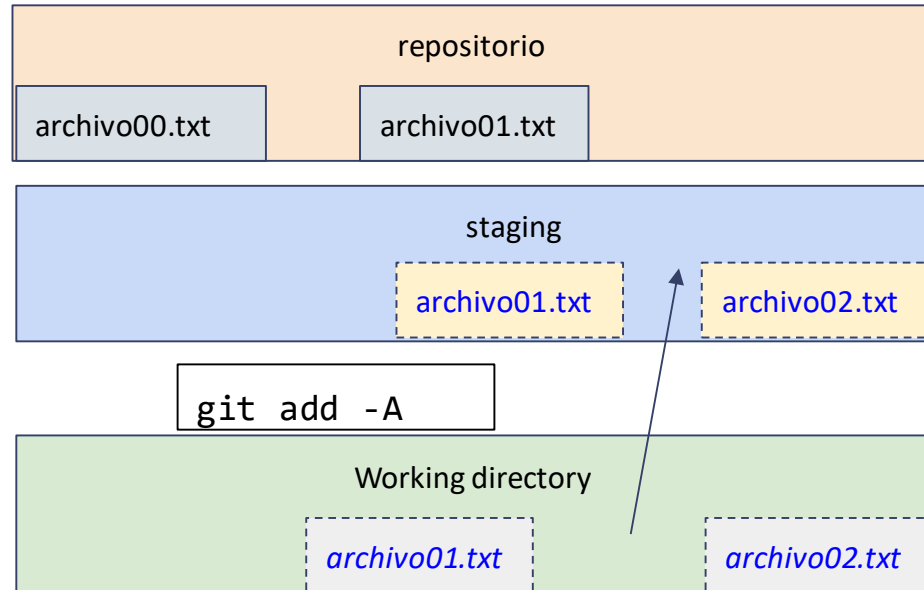 repositorio
archivo00.txt
archivo01.txt
staging
archivo01.txt
archivo02.txt
git add -A
Working directory
archivo01.txt
archivo02.txt